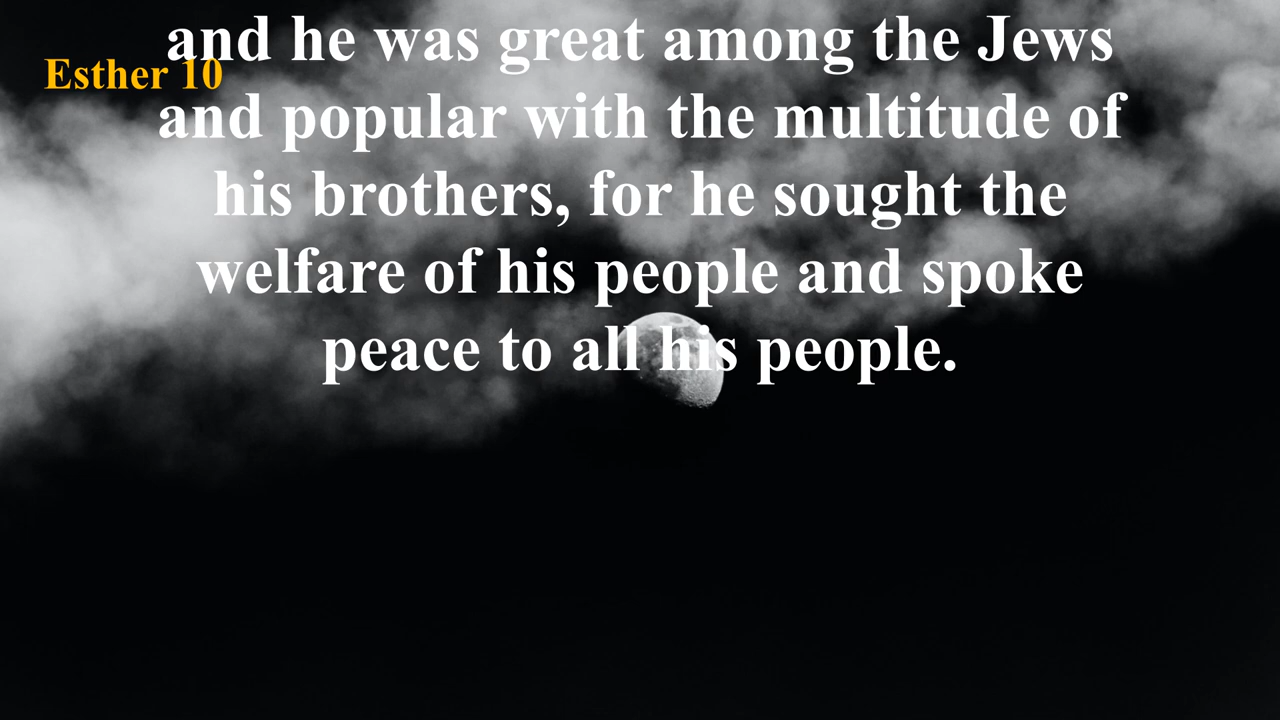 and he was great among the Jews
Esther 10
and popular with the multitude of
his brothers, for he sought the
welfare of his people and spoke
peace to all his people.